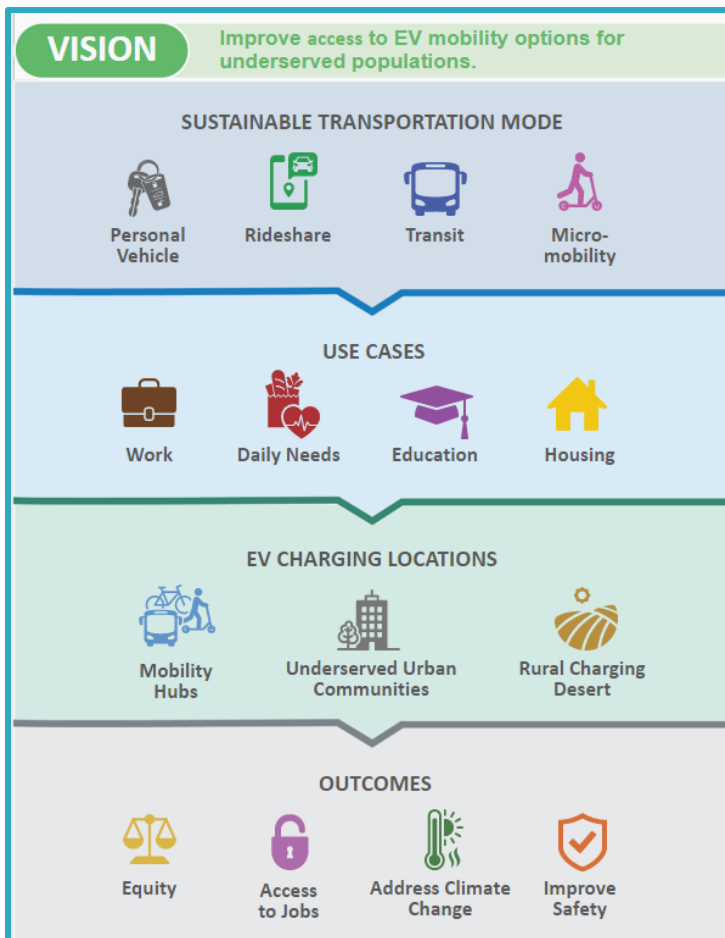 VISION
Improve access to EV mobility options for
underserved populations.
SUSTAINABLE TRANSPORTATION MODE
Personal
Vehicle
Rideshare
Transit
Micro-
mobility
USE CASES
Work
Daily Needs
Education
Housing
EV CHARGING LOCATIONS
Mobility
Hubs
Underserved Urban
Communities
Rural Charging
Desert
OUTCOMES
Equity
Access
to Jobs
Address Climate
Change
Improve
Safety